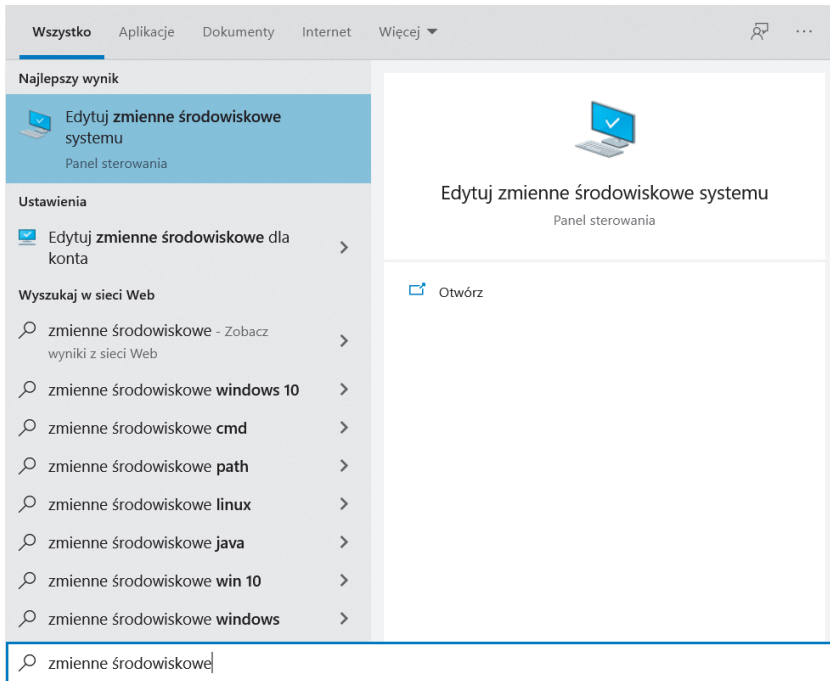 Wszystko Aplikacje Dokumenty Internet Więcej
Najlepszy wynik
Edytuj zmienne środowiskowe
systemu
Panel sterowania
Ustawienia
Edytuj zmienne środowiskowe dla
konta
Wyszukaj w sieci Web
zmienne środowiskowe - Zobacz
wyniki z sieci Web
zmienne środowiskowe windows 10
zmienne środowiskowe cmd
zmienne środowiskowe path
zmienne środowiskowe linux
zmienne środowiskowe java
zmienne środowiskowe win 10
zmienne środowiskowe windows
zmienne środowiskowe
Edytuj zmienne środowiskowe systemu
Panel sterowania
Otwórz